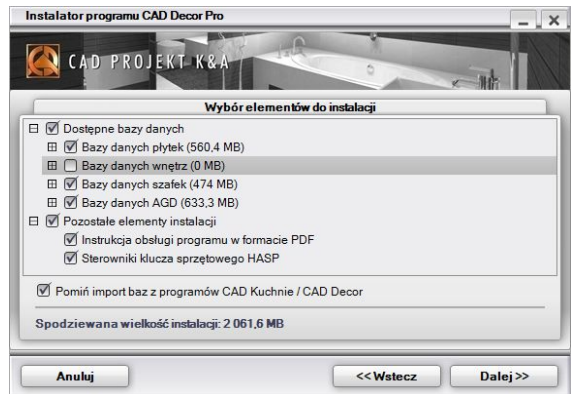 Instalator programu CAD Decor Pro
CAD PROJEKT K&A
Wybór elementów do instalacji
Dostępne bazy danych
Bazy danych płytek (560,4 MB)
Bazy danych wnętrz (0 MB)
Bazy danych szafek (474 MB)
Bazy danych AGD (633,3 MB)
Pozostałe elementy instalacji
Instrukcja obsługi programu w formacie PDF
Sterowniki klucza sprzętowego HASP
Pomiń import baz z programów CAD Kuchnie / CAD Decor
Spodziewana wielkość instalacji: 2 061,6 MB
Anuluj
<< Wstecz
Dalej >>